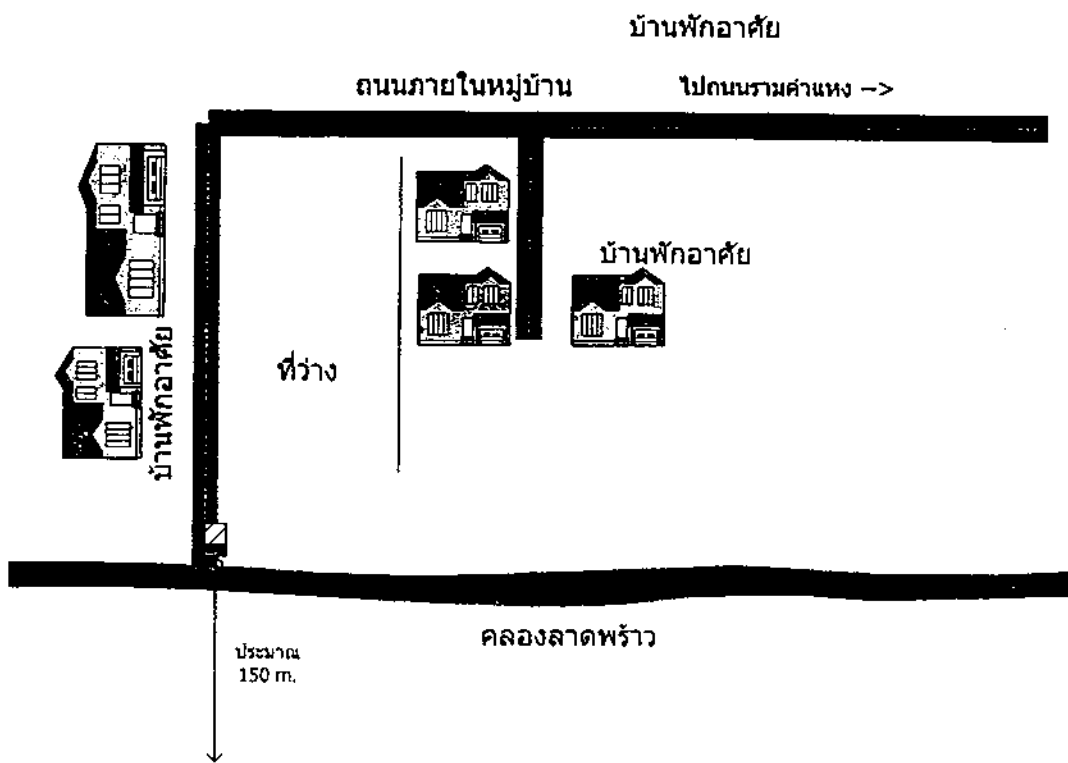 บ้านพักอาศัย
ถนนภายในหมู่บ้าน
ไปถนนรามคำแหง -->
บ้านพักอาศัย
บ้านพักอาศัย
ที่ว่าง
คลองลาดพร้าว
ประมาณ
150 m.